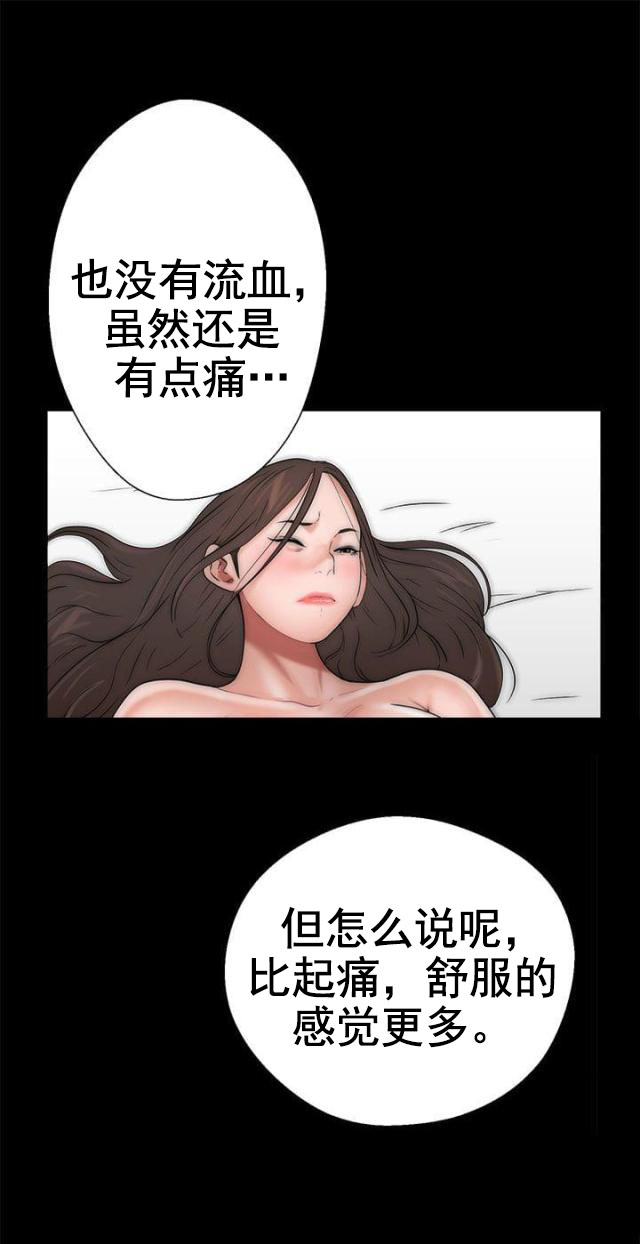 也没有流血，
虽然还是
有点痛…
但怎么说呢，
比起痛，舒服的
感觉更多。